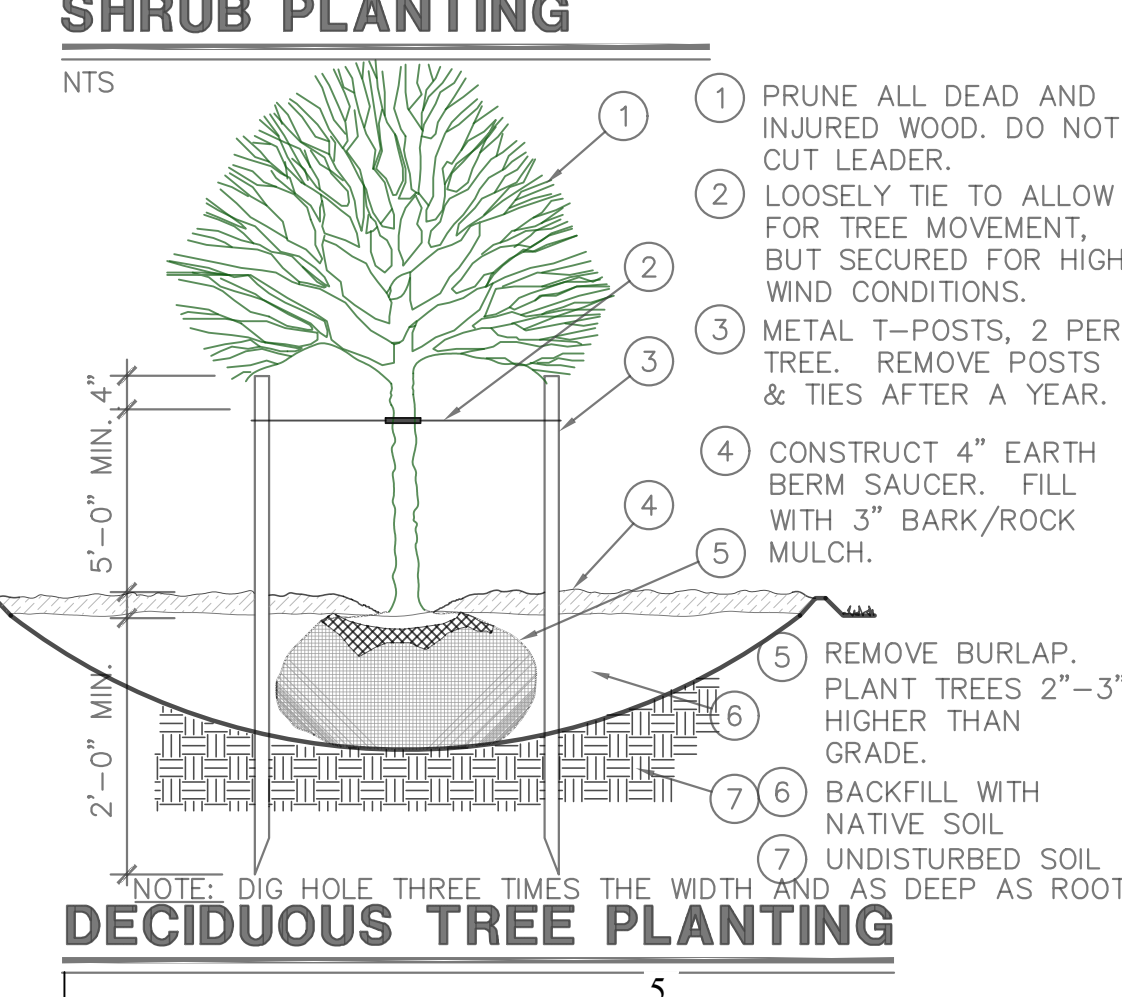 SHRUB PLANTING
NTS
1
2
3
4
5
6
7
4"
5'-0" MIN.
2'-0" MIN.
1 PRUNE ALL DEAD AND
INJURED WOOD. DO NOT
CUT LEADER.
2 LOOSELY TIE TO ALLOW
FOR TREE MOVEMENT,
BUT SECURED FOR HIGH
WIND CONDITIONS.
3 METAL T-POSTS, 2 PER
TREE. REMOVE POSTS
& TIES AFTER A YEAR.
4 CONSTRUCT 4" EARTH
BERM SAUCER. FILL
WITH 3" BARK/ROCK
MULCH.
5 REMOVE BURLAP.
PLANT TREES 2"-3"
HIGHER THAN
GRADE.
6 BACKFILL WITH
NATIVE SOIL
7 UNDISTURBED SOIL
NOTE: DIG HOLE THREE TIMES THE WIDTH AND AS DEEP AS ROOT
DECIDUOUS TREE PLANTING
5